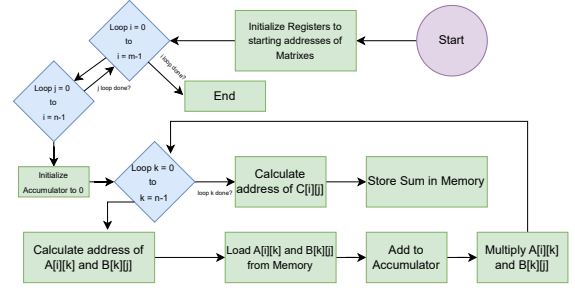 Start
Initialize Registers to
starting addresses of
Matrixes
Loop i = 0
to
i = m-1
i loop done?
End
Loop j = 0
to
i = n-1
j loop done?
Initialize
Accumulator to 0
Loop k = 0
to
k = n-1
loop k done?
Calculate
address of C[i][j]
Store Sum in Memory
Calculate address of
A[i][k] and B[k][j]
Load A[i][k] and B[k][j]
from Memory
Add to
Accumulator
Multiply A[i][k]
and B[k][j]